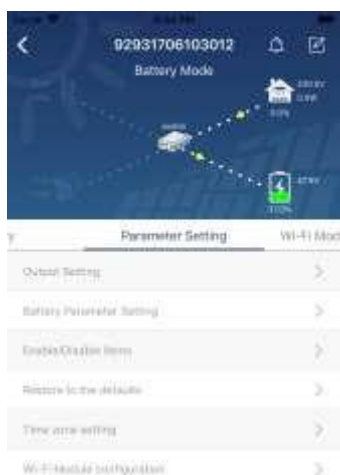 92931706103012
Battery Mode
Parameter Setting
Wi-Fi Mod
Output Setting
Battery Parameter Setting
Enable/Disable Items
Restore to the defaults
Time zone setting
Wi-Fi Module configuration